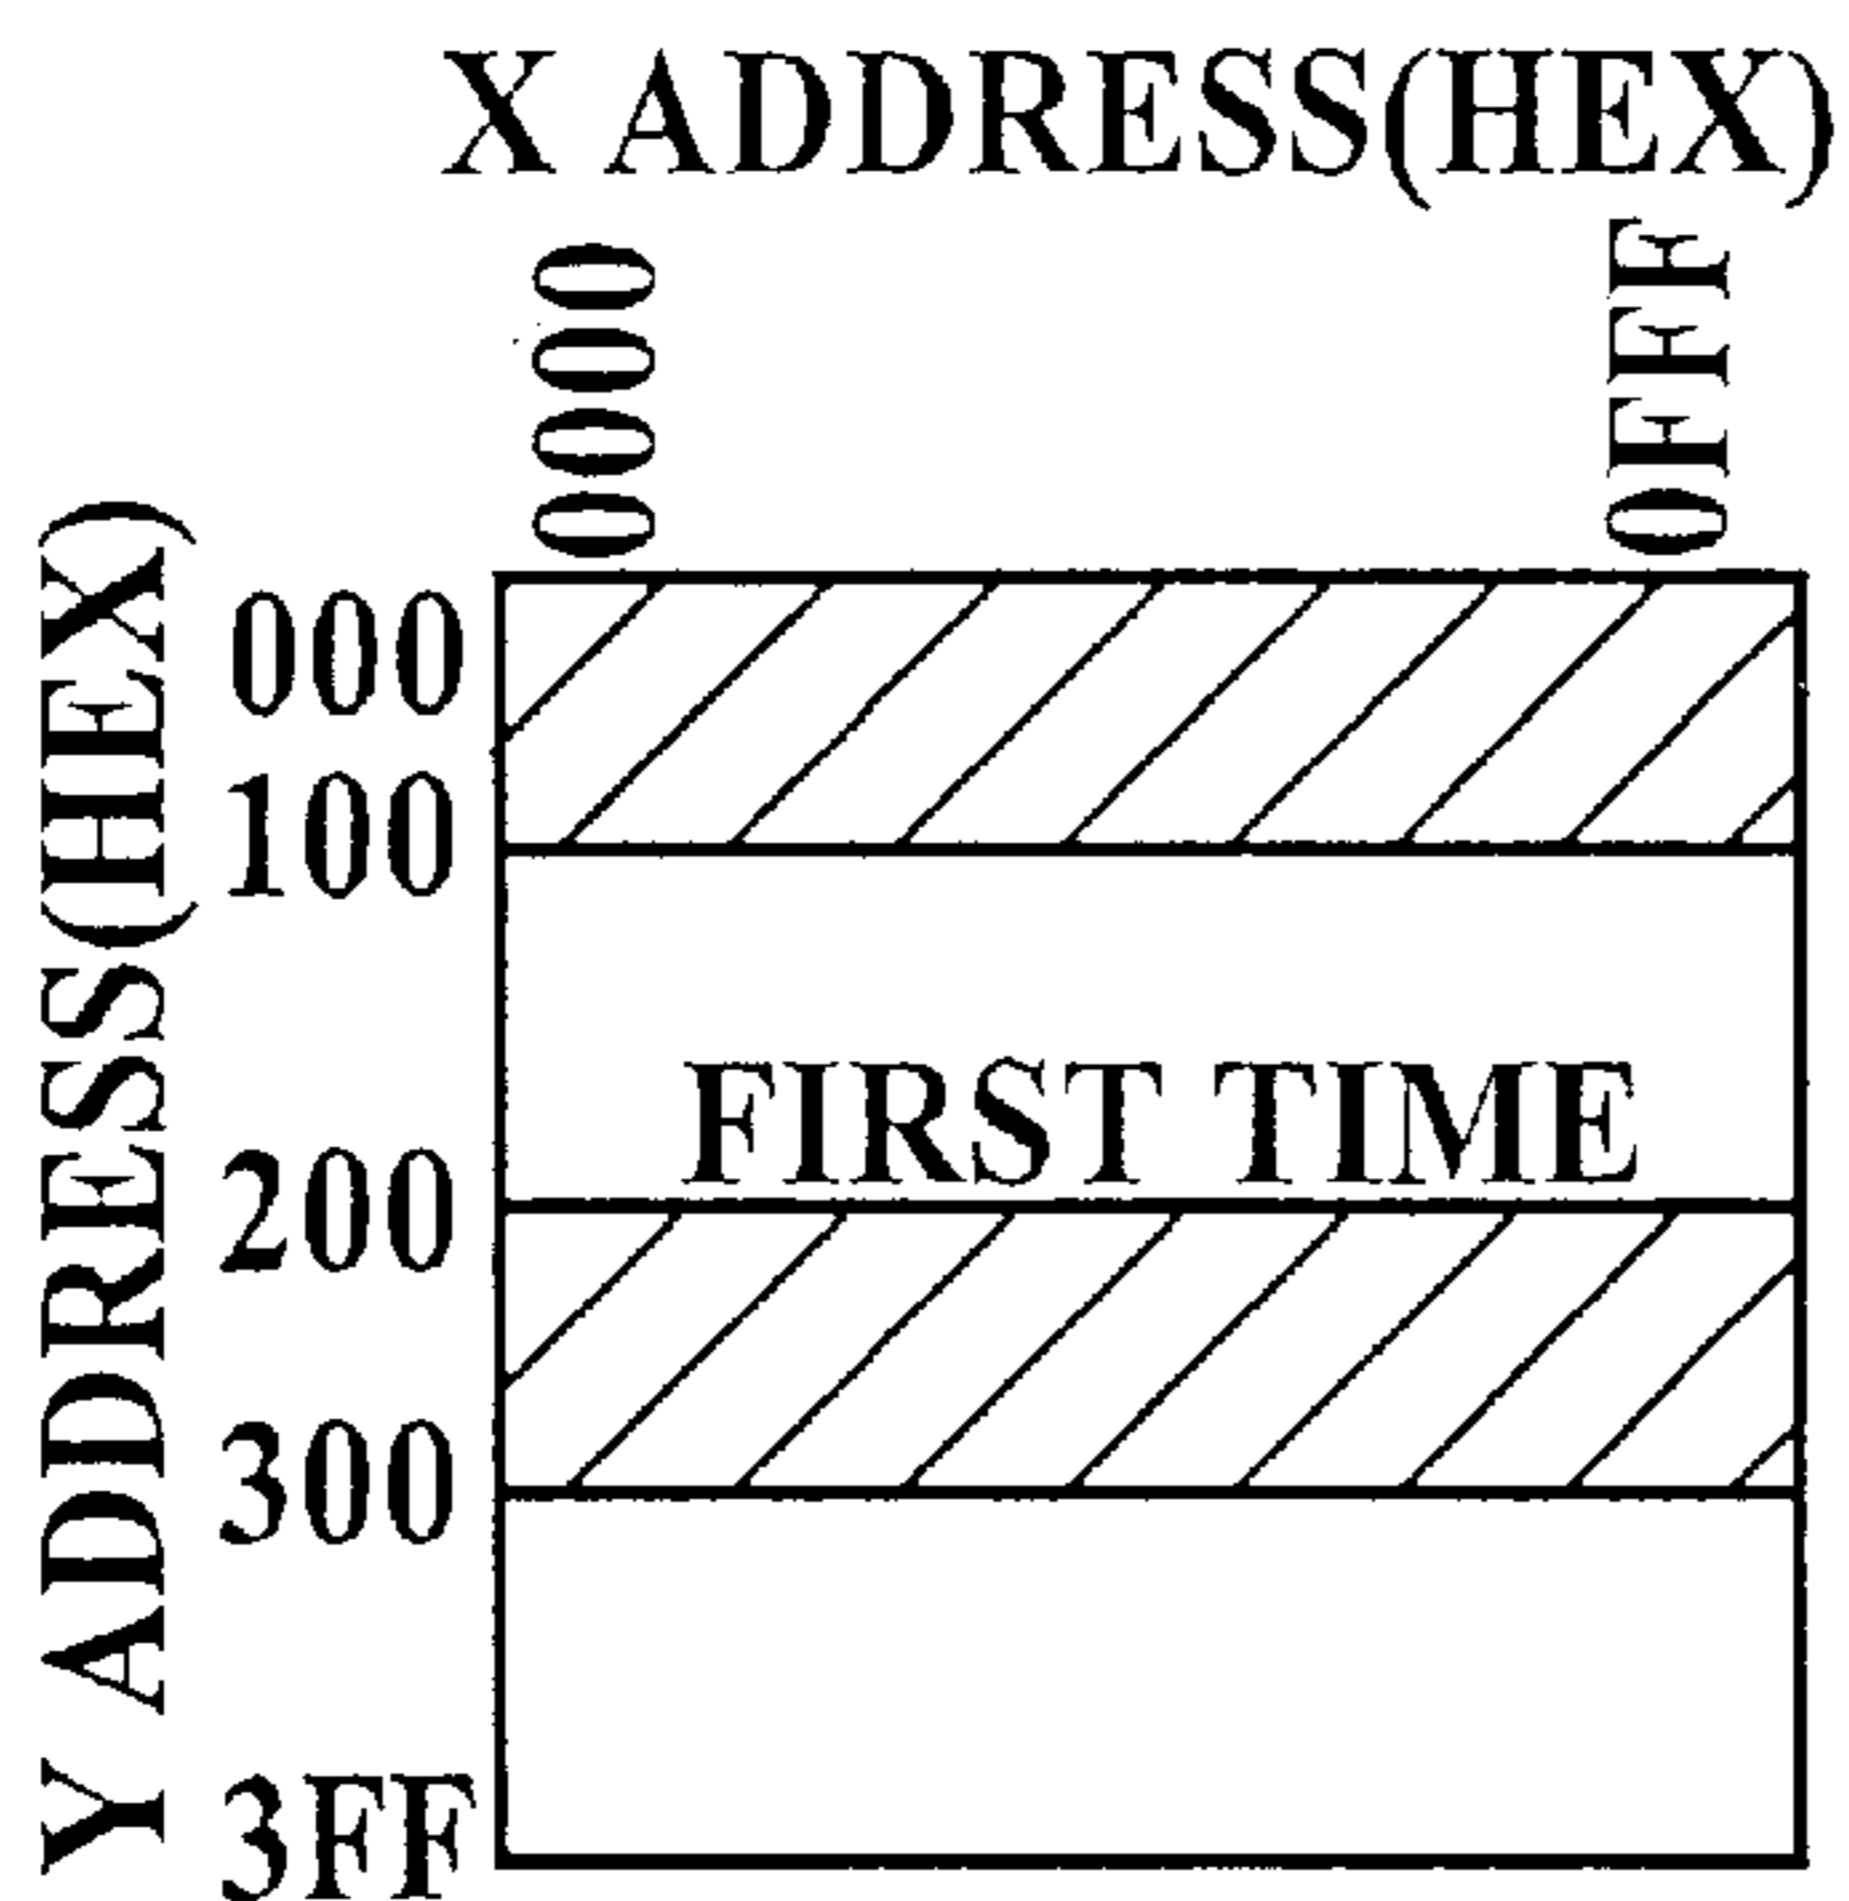 X ADDRESS(HEX)
0000
0FFF
Y ADDRESS(HEX)
000
100
FIRST TIME
200
300
3FF